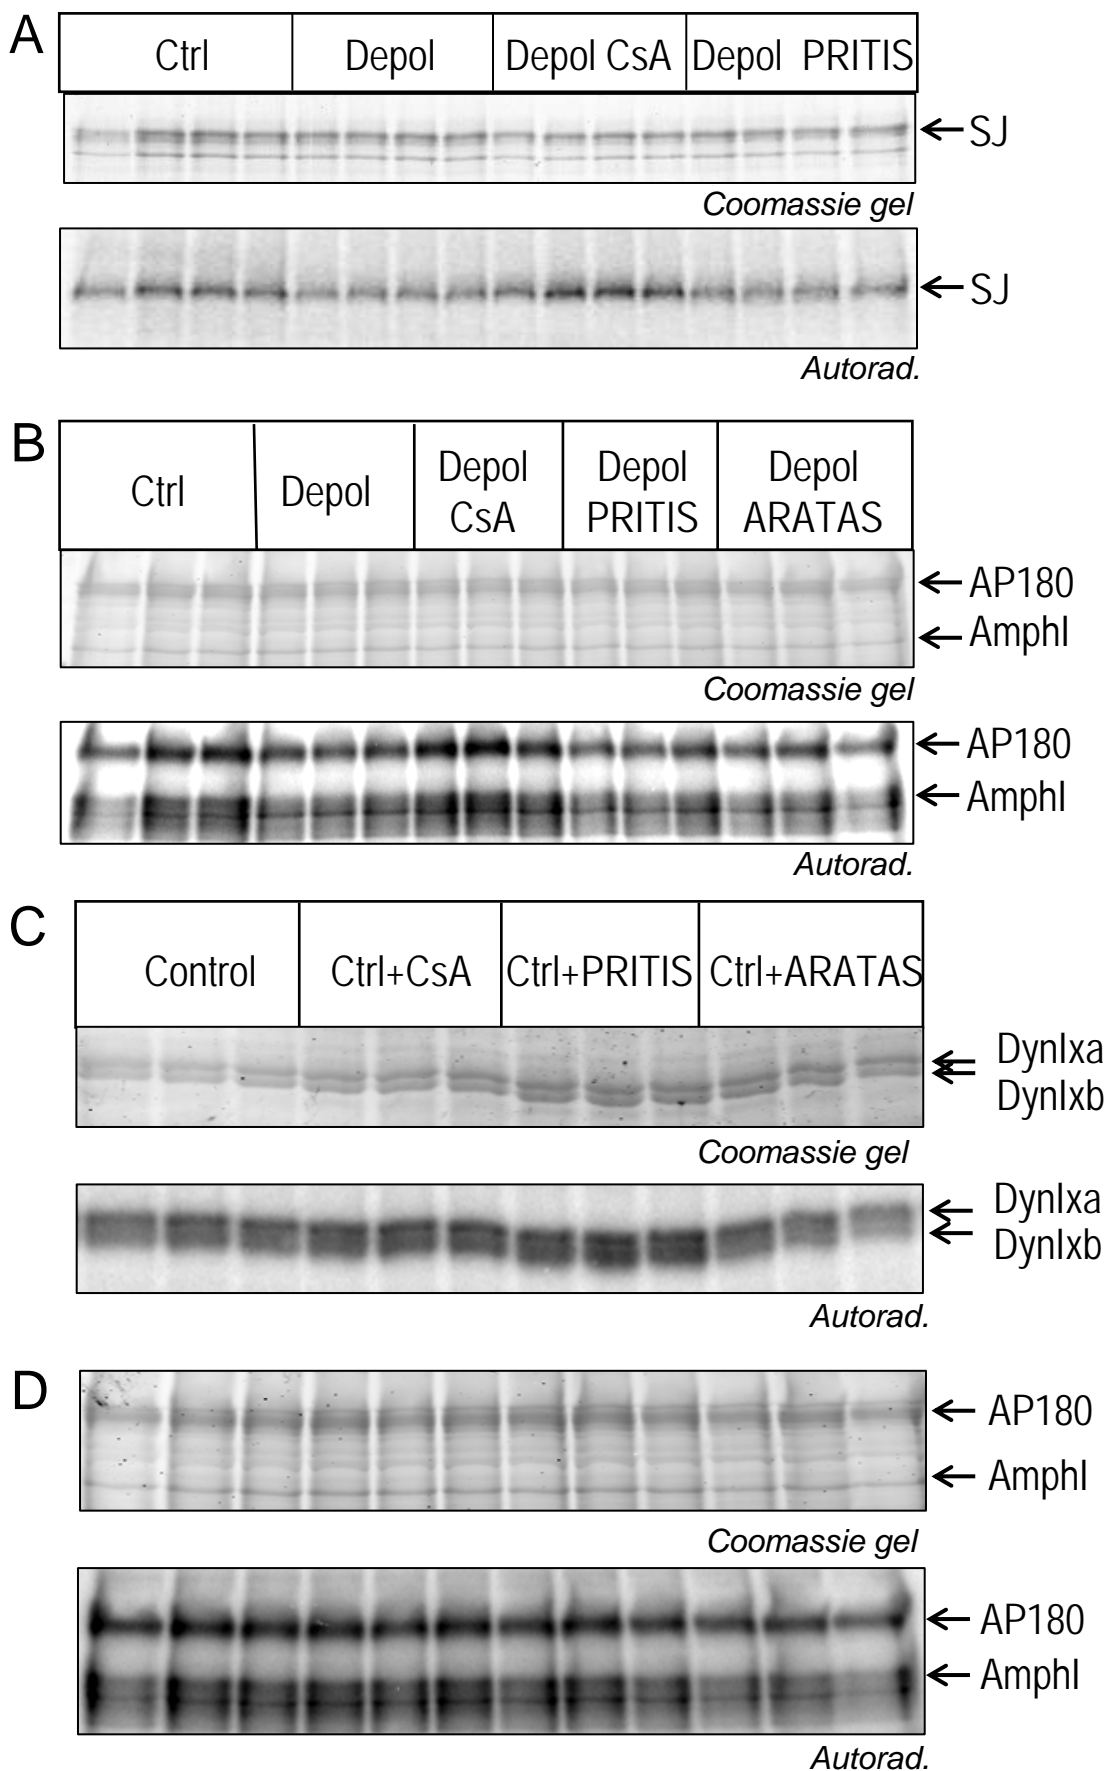 A
Ctrl
Depol
Depol CsA
Depol PRITIS
SJ
Coomassie gel
SJ
Autorad.
B
Ctrl
Depol
Depol
CsA
Depol
PRITIS
Depol
ARATAS
AP180
AmphI
Coomassie gel
AP180
AmphI
Autorad.
C
Control
Ctrl+CsA
Ctrl+PRITIS
Ctrl+ARATAS
DynIxa
DynIxb
Coomassie gel
DynIxa
DynIxb
Autorad.
D
AP180
AmphI
Coomassie gel
AP180
AmphI
Autorad.